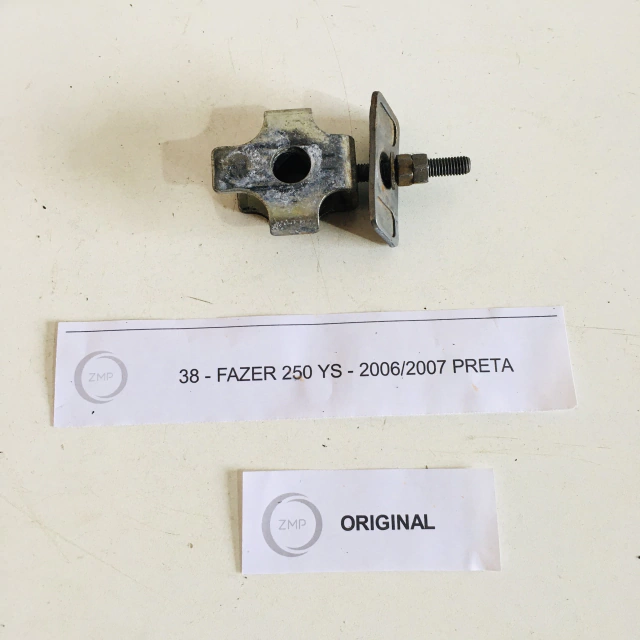 ZMP
38 - FAZER 250 YS - 2006/2007 PRETA
ZMP
ORIGINAL